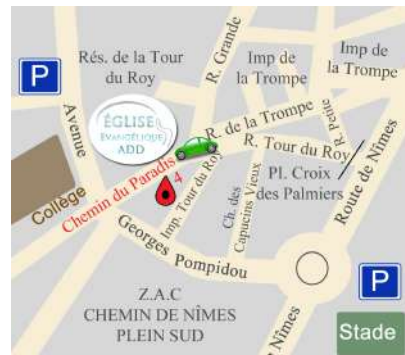 P
Rés. de la Tour
du Roy
R. Grande
Imp de
la Trompe
Imp de
la Trompe
Avenue
ÉGLISE
ÉVANGÉLIQUE
ADD
R. de la Trompe
R. Petite
R. Tour du Roy
Collège
Chemin du Paradis
4
Imp. Tour du Roy
Ch. des
Capucins Vieux
Pl. Croix
des Palmiers
Route de Nîmes
Georges Pompidou
P
Z.A.C
CHEMIN DE NÎMES
PLEIN SUD
Nîmes
Stade